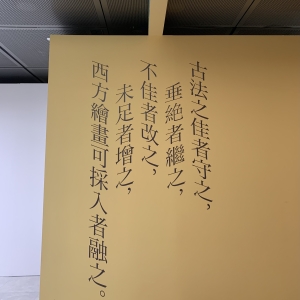 古法之佳者守之，
垂絕者繼之，
不佳者改之，
未足者增之，
西方繪畫可採入者融之。